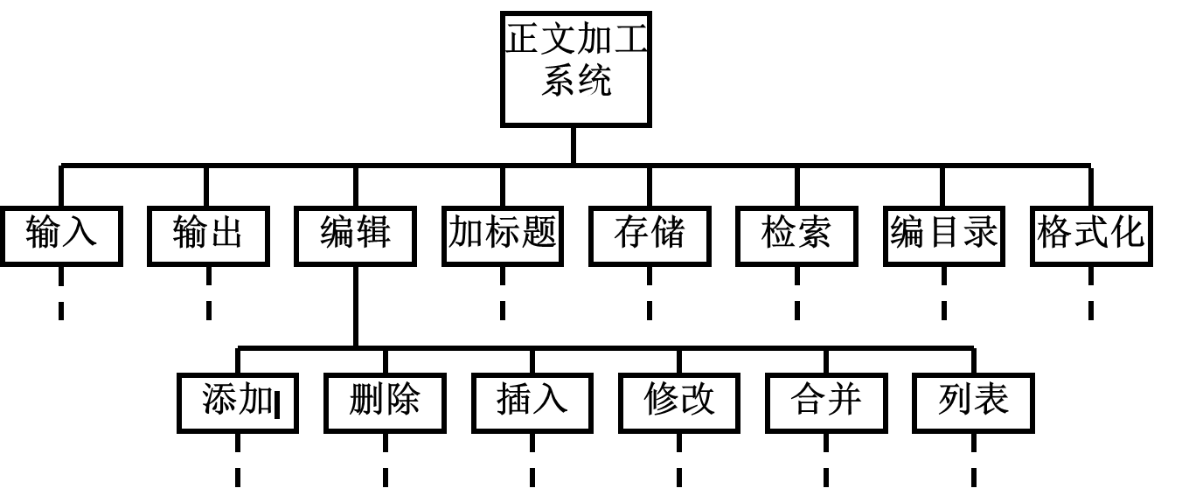 正文加工
系统
输入
输出
编辑
加标题
存储
检索
编目录
格式化
添加
删除
插入
修改
合并
列表